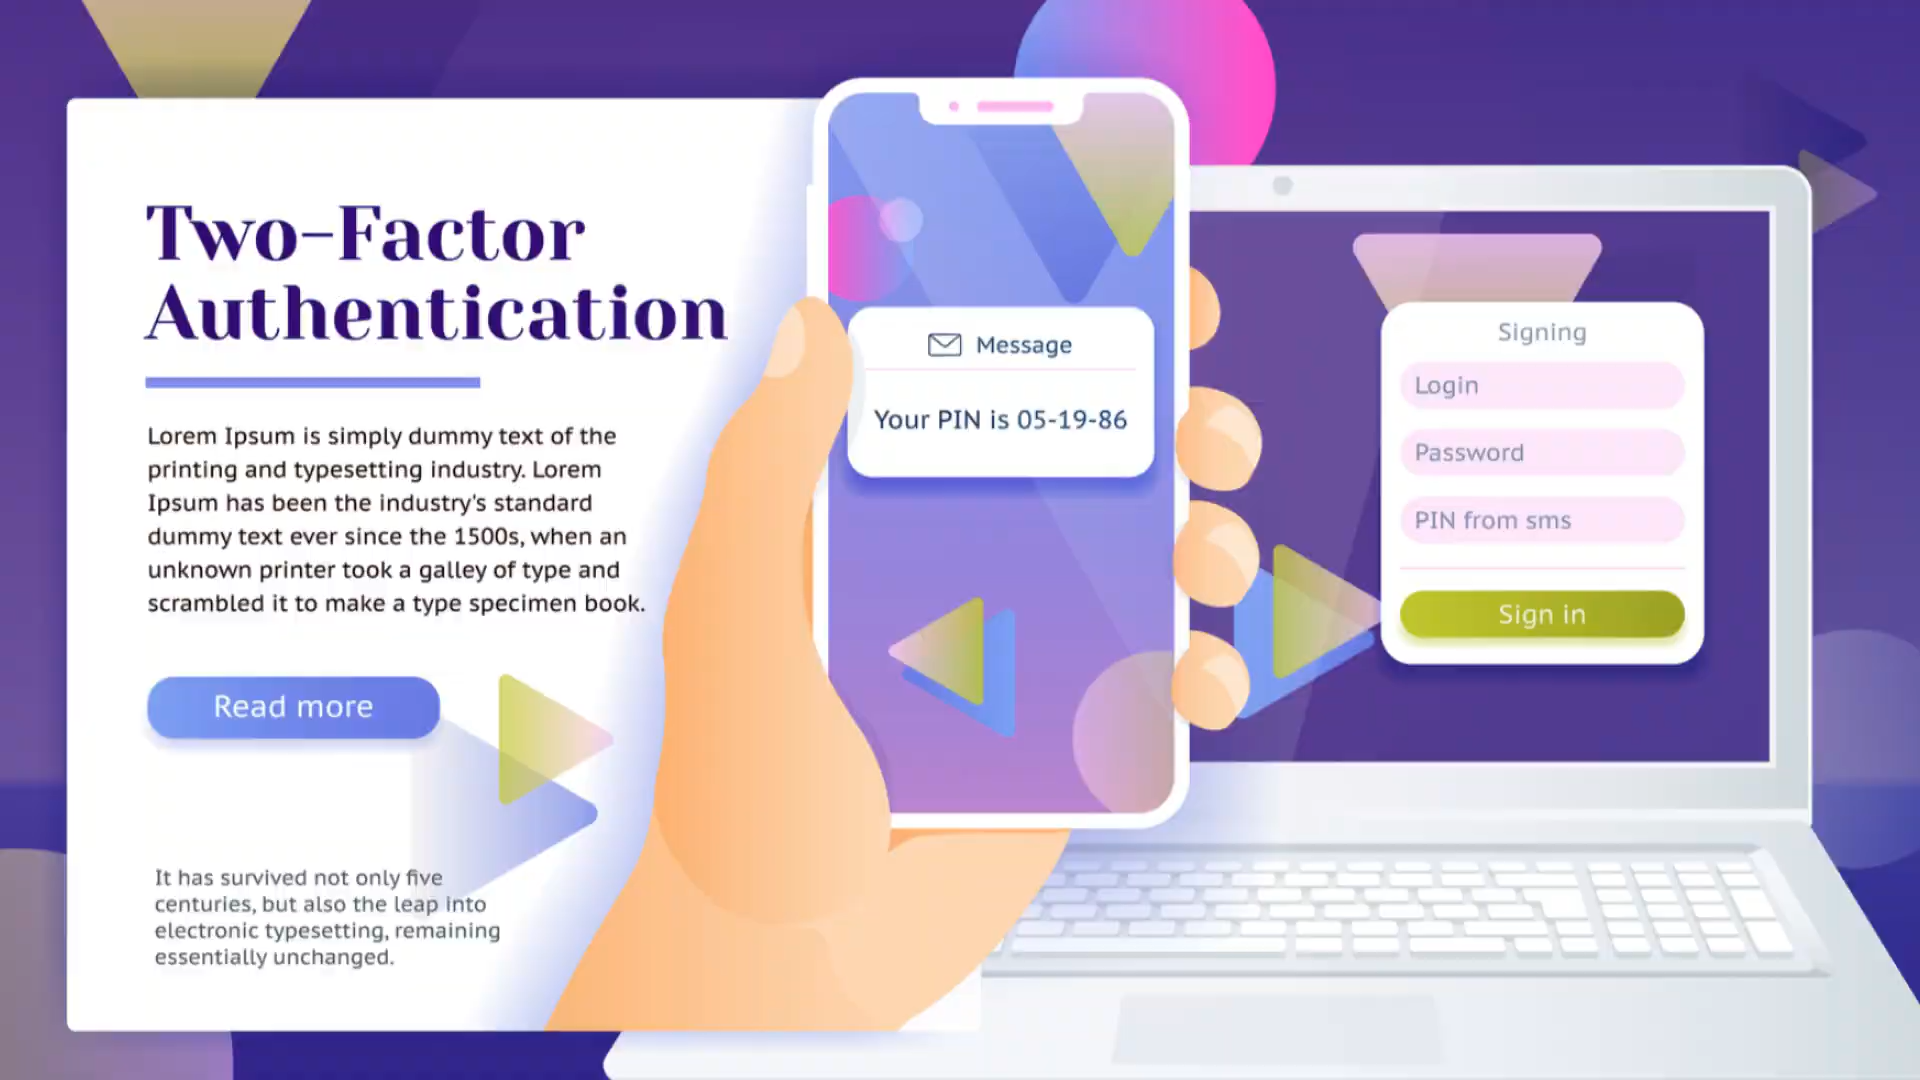 Two-Factor
Authentication
Lorem Ipsum is simply dummy text of the
printing and typesetting industry. Lorem
Ipsum has been the industry's standard
dummy text ever since the 1500s, when an
unknown printer took a galley of type and
scrambled it to make a type specimen book.
Read more
It has survived not only five
centuries, but also the leap into
electronic typesetting, remaining
essentially unchanged.
Message
Your PIN is 05-19-86
Signing
Login
Password
PIN from sms
Sign in